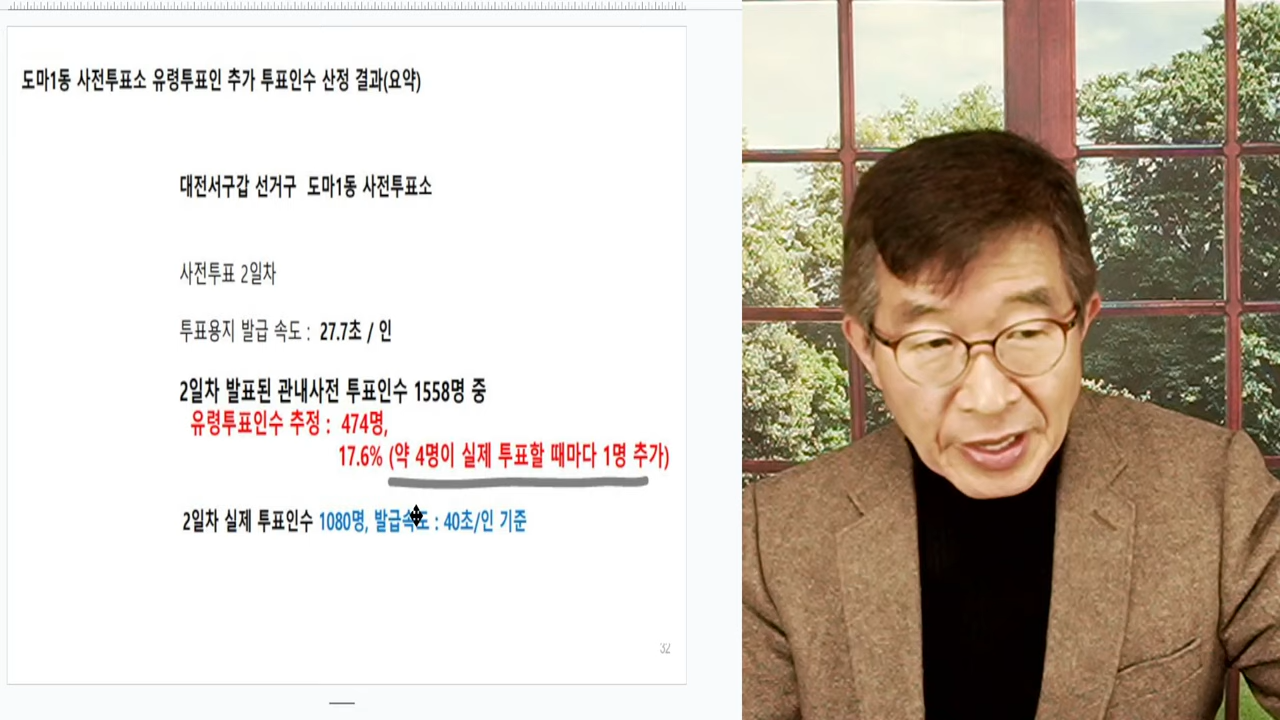 도마1동 사전투표소 유령투표인 추가 투표인수 산정 결과(요약)
대전서구갑 선거구 도마1동 사전투표소
사전투표 2일차
투표용지 발급 속도 : 27.7초 / 인
2일차 발표된 관내사전 투표인수 1558명 중
유령투표인수 추정 : 474명,
17.6% (약 4명이 실제 투표할 때마다 1명 추가)
2일차 실제 투표인수 1080명, 발급속도 : 40초/인 기준
32